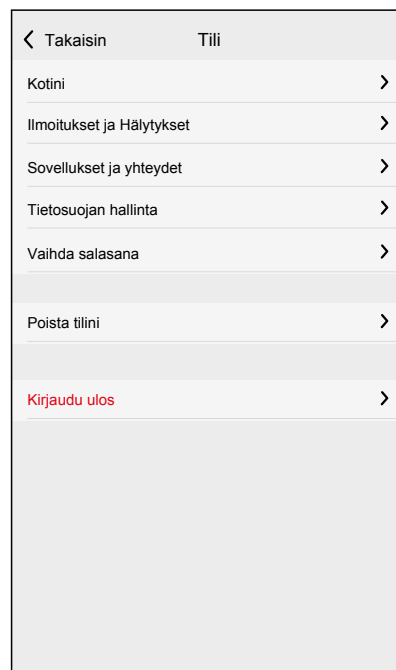 Takaisin Tili
Kotini
Ilmoitukset ja Hälytykset
Sovellukset ja yhteydet
Tietosuojan hallinta
Vaihda salasana
Poista tilini
Kirjaudu ulos